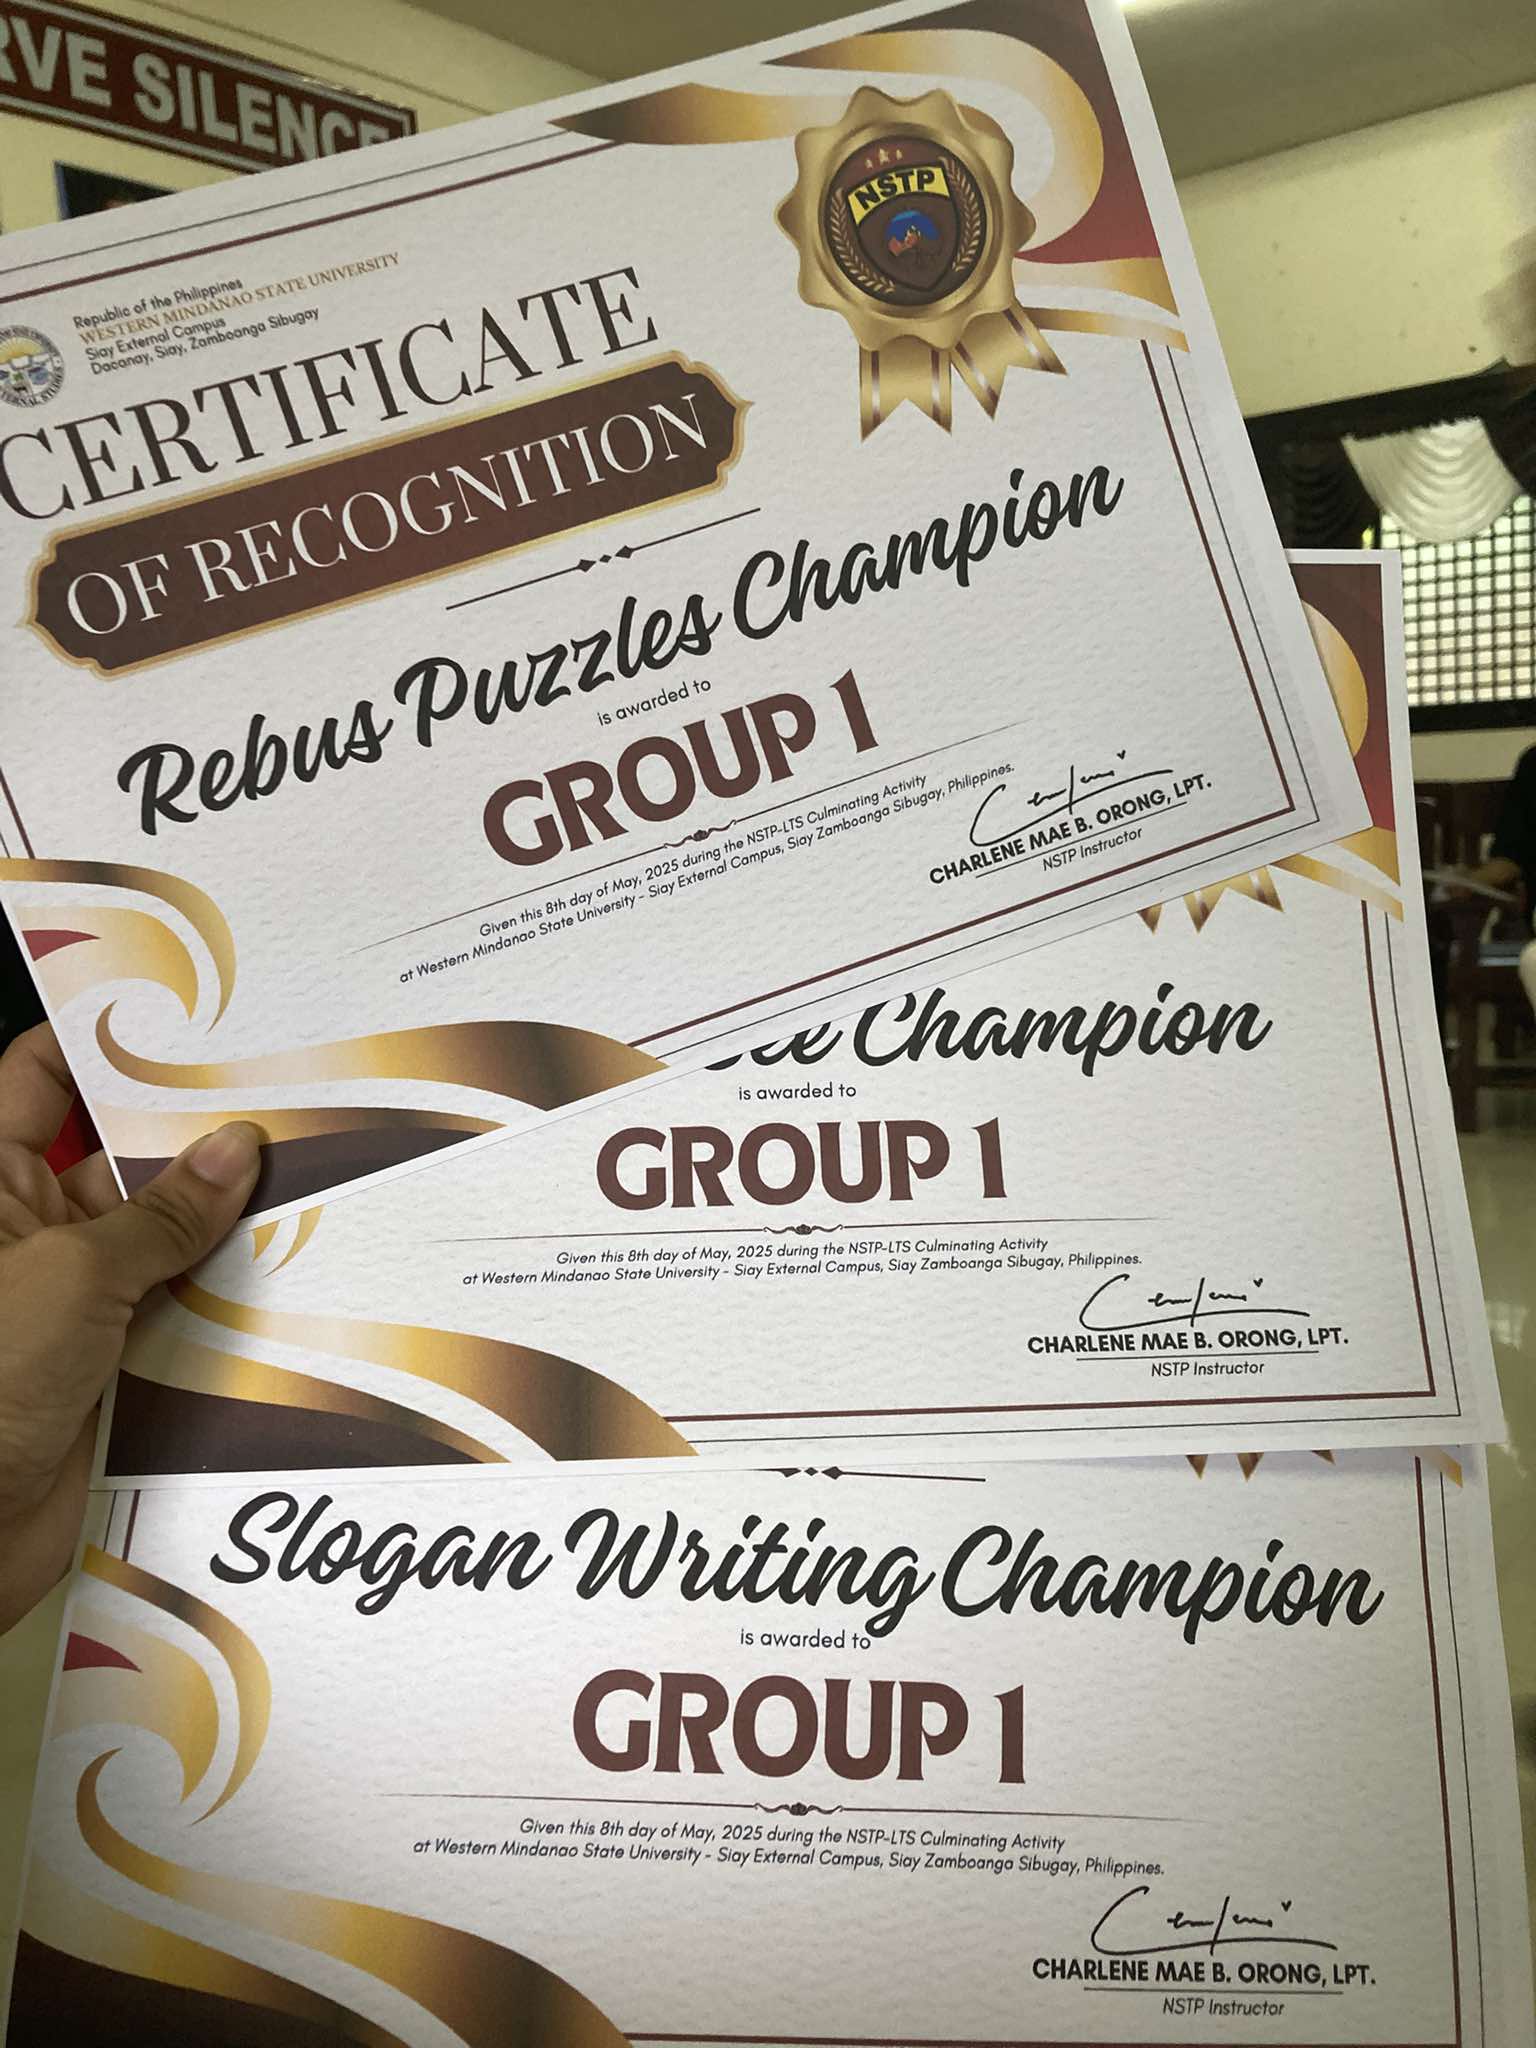 RVE SILENCE
NSTP
Republic of the Philippines
WESTERN MINDANAO STATE UNIVERSITY
Siay External Campus
Dacanay, Siay, Zamboanga Sibugay
CERTIFICATE
OF RECOGNITION
Rebus Puzzles Champion
is awarded to
GROUP 1
Given this 8th day of May, 2025 during the NSTP-LTS Culminating Activity
at Western Mindanao State University - Siay External Campus, Siay Zamboanga Sibugay, Philippines.
CHARLENE MAE B. ORONG, LPT.
NSTP Instructor
Champion
is awarded to
GROUP 1
Given this 8th day of May, 2025 during the NSTP-LTS Culminating Activity
at Western Mindanao State University - Siay External Campus, Siay Zamboanga Sibugay, Philippines.
CHARLENE MAE B. ORONG, LPT.
NSTP Instructor
Slogan Writing Champion
is awarded to
GROUP 1
Given this 8th day of May, 2025 during the NSTP-LTS Culminating Activity
at Western Mindanao State University - Siay External Campus, Siay Zamboanga Sibugay, Philippines.
CHARLENE MAE B. ORONG, LPT.
NSTP Instructor